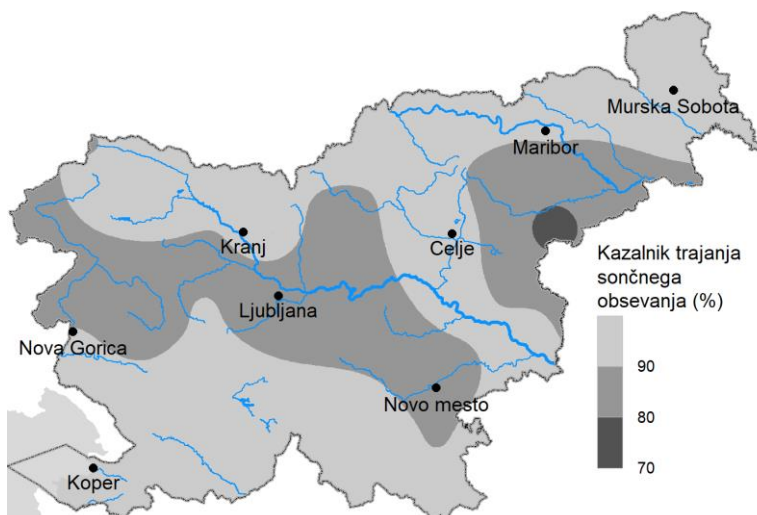 Murska Sobota
Maribor
Kranj
Celje
Ljubljana
Nova Gorica
Novo mesto
Koper
Kazalnik trajanja
sončnega
obsevanja (%)
90
80
70